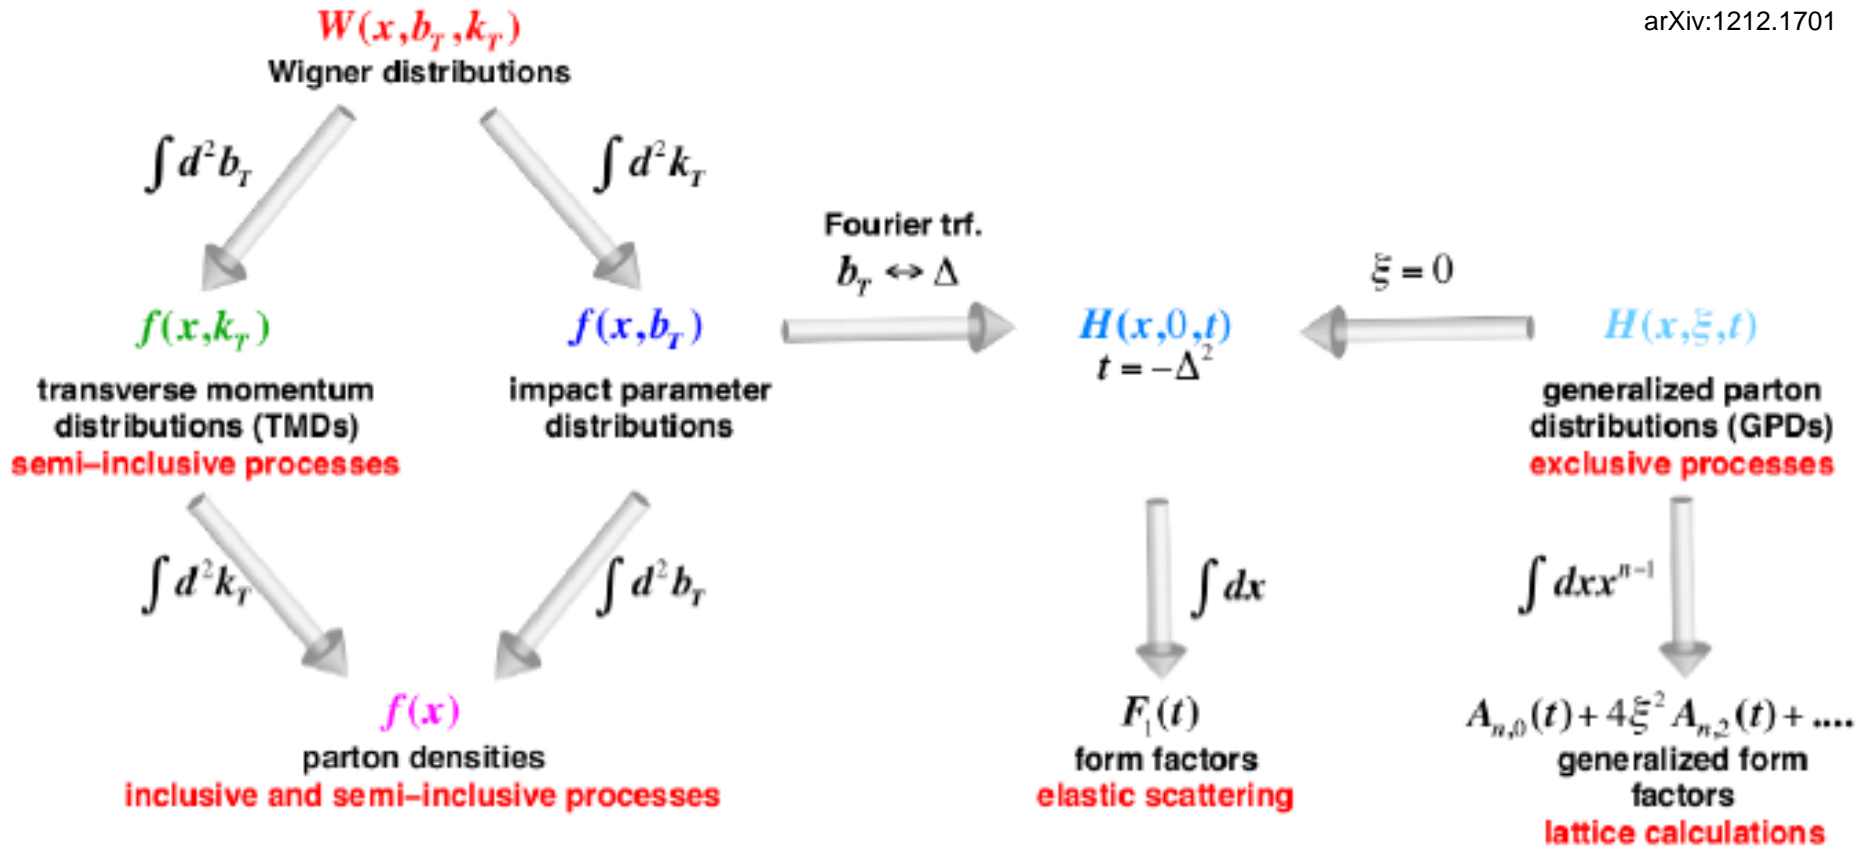 arXiv:1212.1701
W(x,b_T,k_T)
Wigner distributions
∫d²b_T
∫d²k_T
Fourier trf.
b_T ↔ Δ
ξ = 0
f(x,k_T)
f(x,b_T)
H(x,0,t)
t = −Δ²
H(x,ξ,t)
transverse momentum
distributions (TMDs)
semi–inclusive processes
impact parameter
distributions
generalized parton
distributions (GPDs)
exclusive processes
∫d²k_T
∫d²b_T
∫dx
∫dxx^{n−1}
f(x)
parton densities
inclusive and semi–inclusive processes
F₁(t)
form factors
elastic scattering
A_{n,0}(t) + 4ξ² A_{n,2}(t) + ....
generalized form
factors
lattice calculations